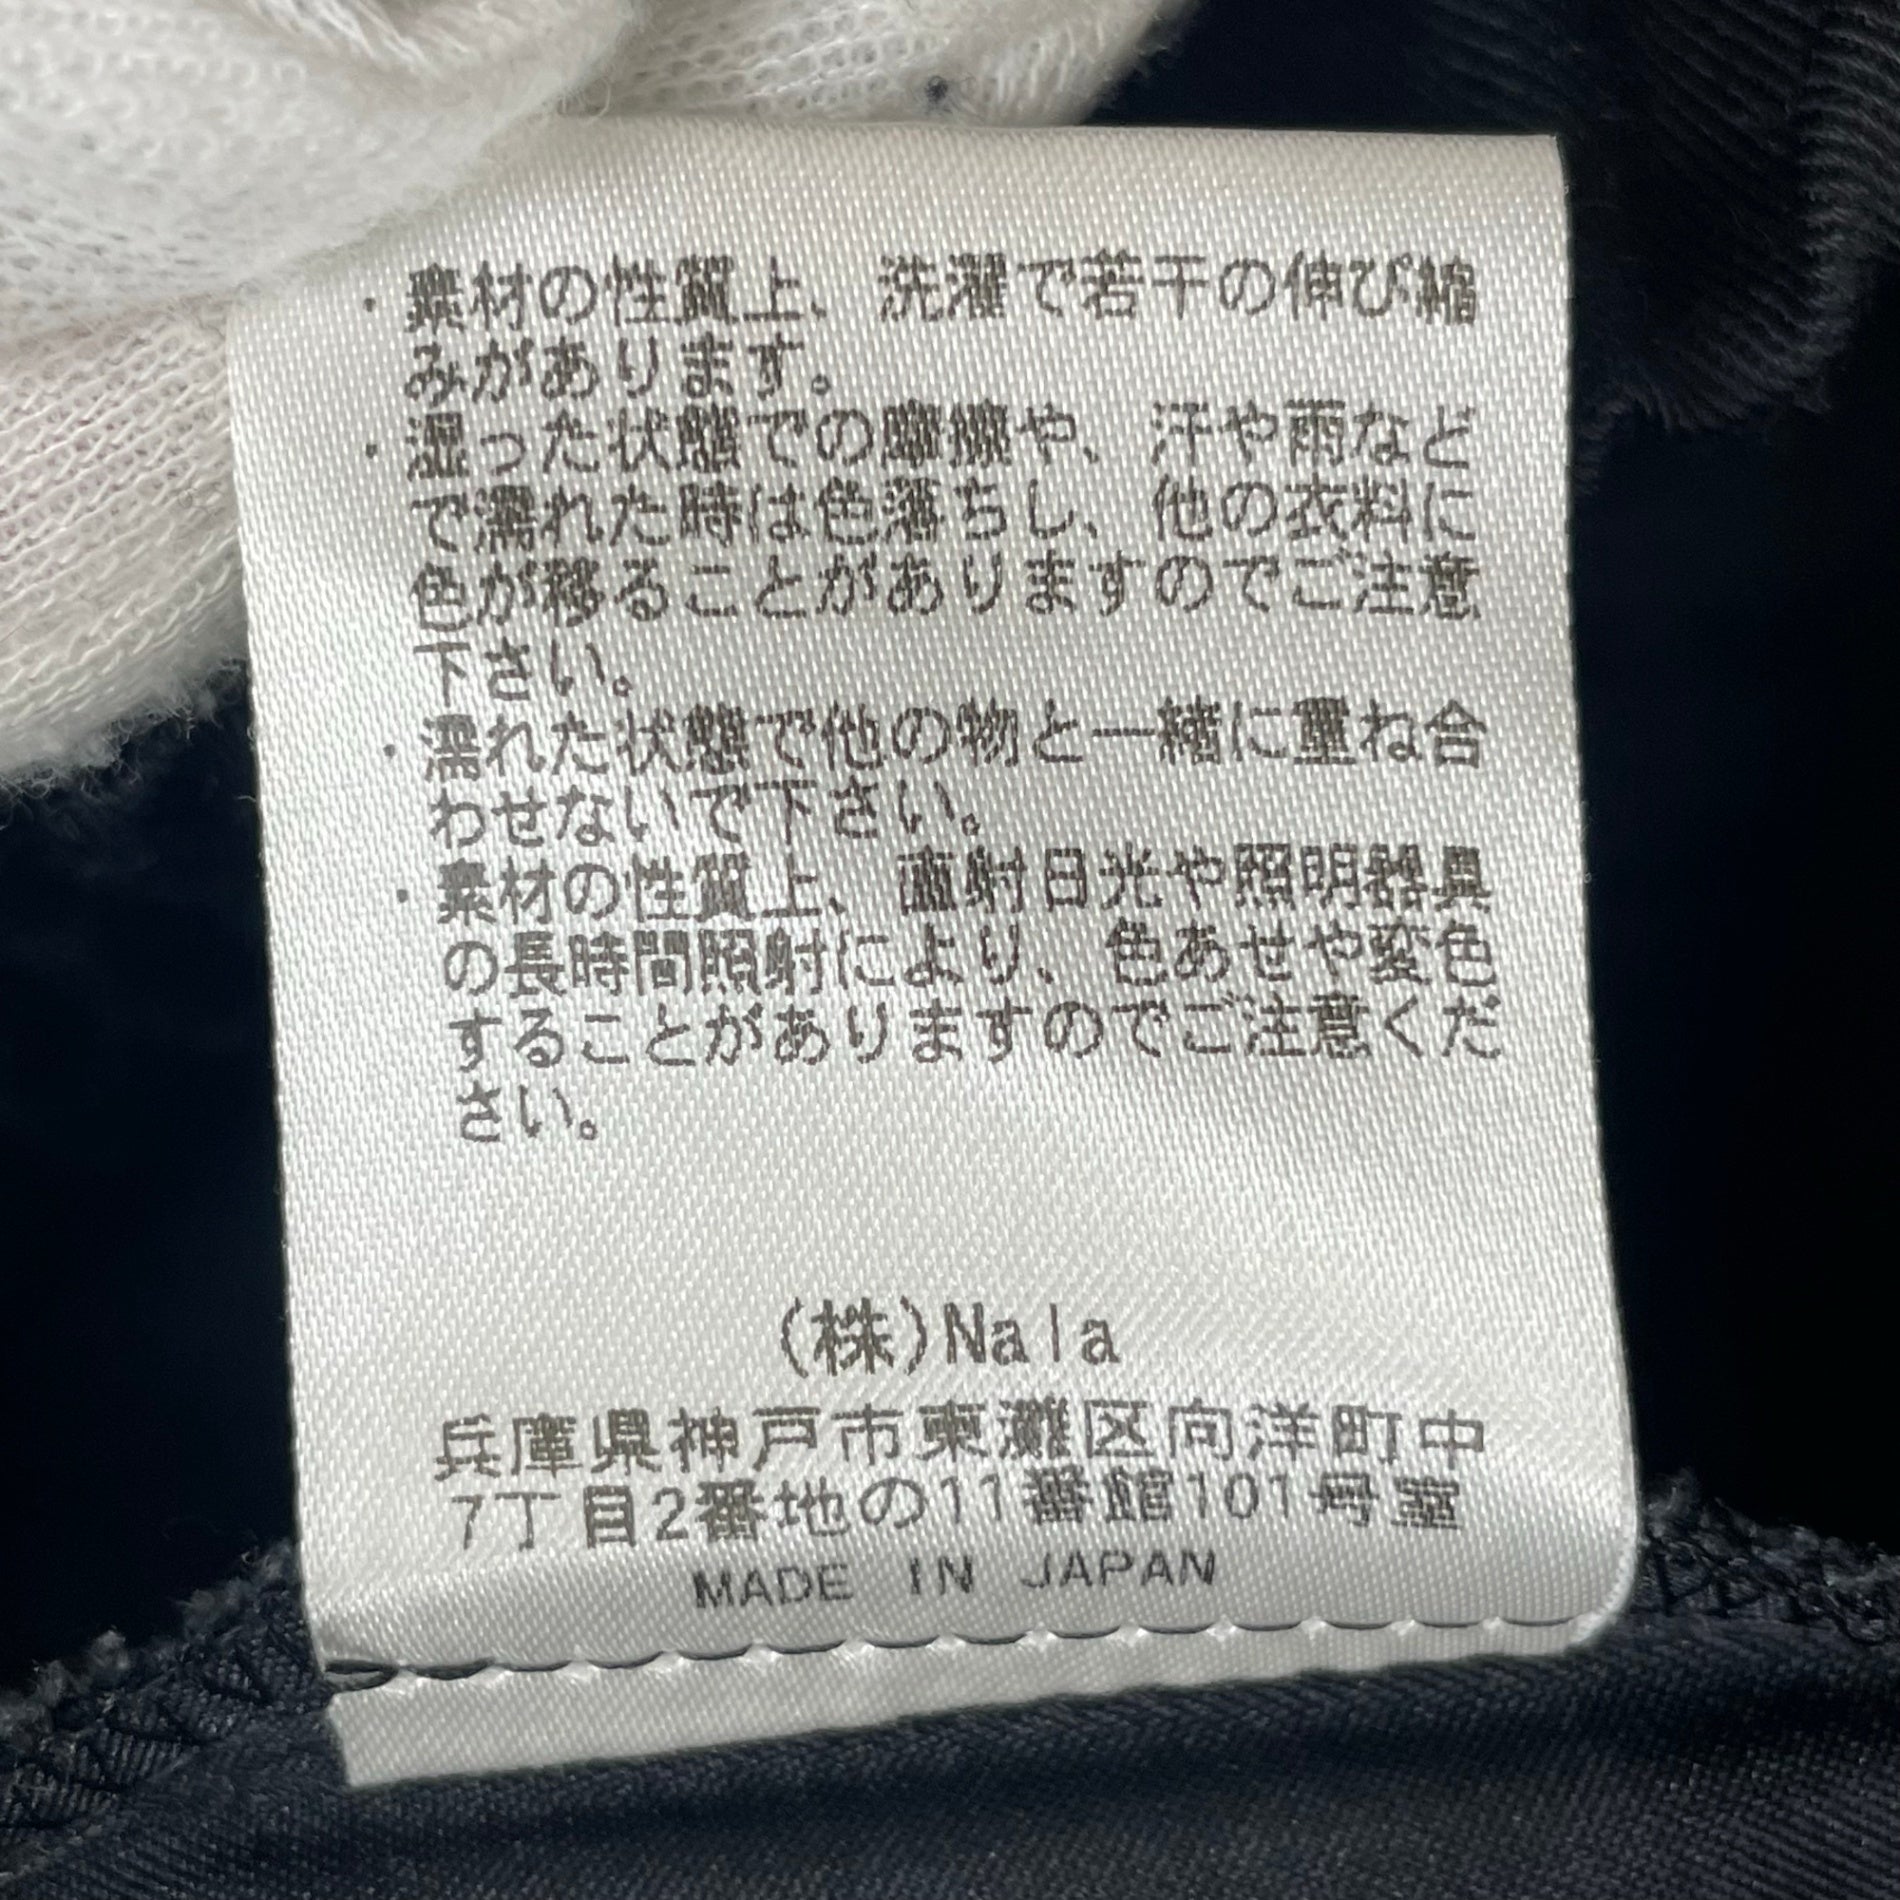 ・素材の性質上、洗濯で若干の伸び縮
みがあります。
・湿った状態での摩擦や、汗や雨など
で濡れた時は色落ちし、他の衣料に
色が移ることがありますのでご注意
下さい。
・濡れた状態で他の物と一緒に重ね合
わせないで下さい。
・素材の性質上、直射日光や照明器具
の長時間照射により、色あせや変色
することがありますのでご注意くだ
さい。
(株)Nala
兵庫県神戸市東灘区向洋町中
7丁目2番地の11番館101号室
MADE IN JAPAN